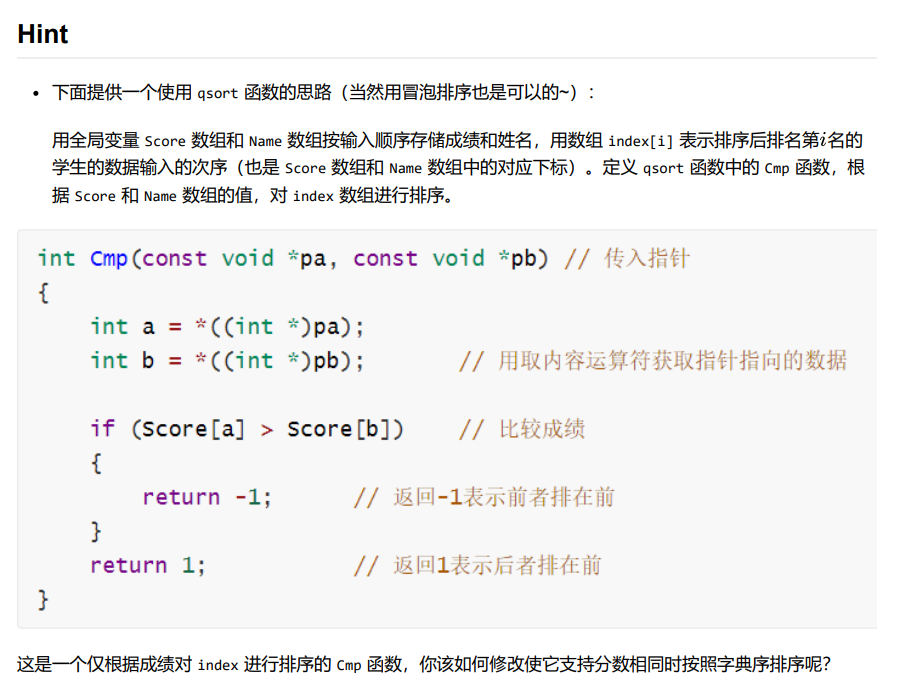 Hint
• 下面提供一个使用 qsort 函数的思路（当然用冒泡排序也是可以的~）:
用全局变量 Score 数组和 Name 数组按输入顺序存储成绩和姓名，用数组 index[i] 表示排序后排名第i名的
学生的数据输入的次序（也是 Score 数组和 Name 数组中的对应下标）。定义 qsort 函数中的 Cmp 函数，根
据 Score 和 Name 数组的值，对 index 数组进行排序。
int Cmp(const void *pa, const void *pb) // 传入指针
{
    int a = *((int *)pa);
    int b = *((int *)pb);        // 用取内容运算符获取指针指向的数据
    if (Score[a] > Score[b])    // 比较成绩
    {
        return -1;        // 返回-1表示前者排在前
    }
    return 1;            // 返回1表示后者排在前
}
这是一个仅根据成绩对 index 进行排序的 Cmp 函数，你该如何修改使它支持分数相同时按照字典序排序呢?